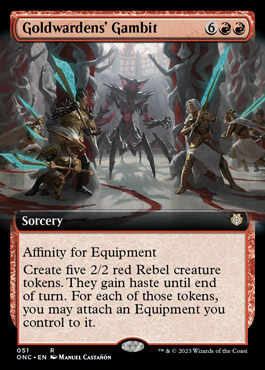 Goldwardens' Gambit 6
Sorcery
Affinity for Equipment
Create five 2/2 red Rebel creature
tokens. They gain haste until end
of turn. For each of those tokens,
you may attach an Equipment you
control to it.
051 R
ONC • EN MANUEL CASTAÑÓN ™ & © 2023 Wizards of the Coast